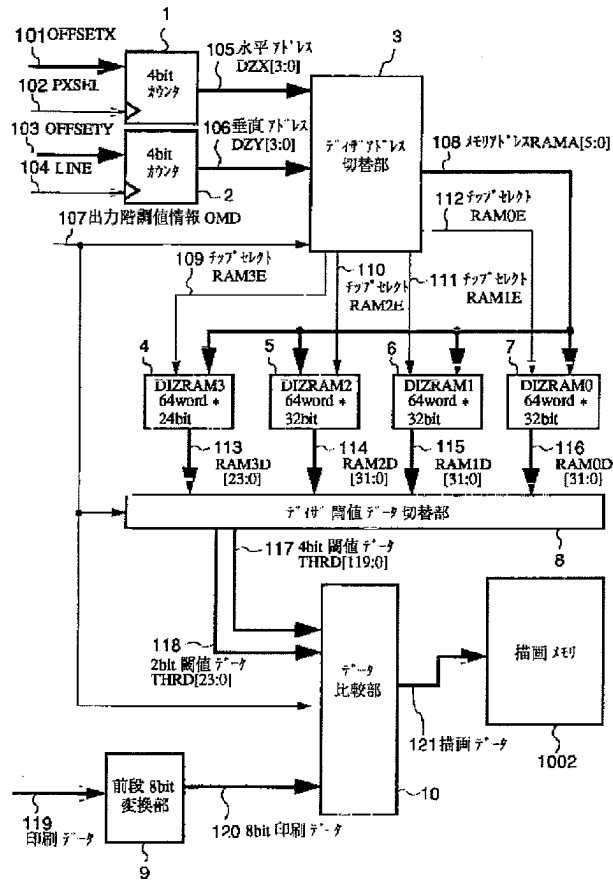 1
101 OFFSETX
102 PXSEL
4bit
カウンタ
105 水平アドレス
DZX[3:0]
3
103 OFFSETY
104 LINE
4bit
カウンタ
2
106 垂直アドレス
DZY[3:0]
ディザアドレス
切替部
108 メモリアドレスRAMA[5:0]
107 出力階調値情報 OMD
112 チップセレクト
RAM0E
109 チップセレクト
RAM3E
110
チップセレクト
RAM2E
111 チップセレクト
RAM1E
4
DIZRAM3
64word *
24bit
5
DIZRAM2
64word *
32bit
6
DIZRAM1
64word *
32bit
7
DIZRAM0
64word *
32bit
113
RAM3D
[23:0]
114
RAM2D
[31:0]
115
RAM1D
[31:0]
116
RAM0D
[31:0]
ディザ閾値データ切替部
8
117 4bit 閾値データ
THRD[119:0]
118
2bit 閾値データ
THRD[23:0]
データ
比較部
10
描画メモリ
1002
121 描画データ
119
印刷データ
前段 8bit
変換部
9
120 8bit 印刷データ